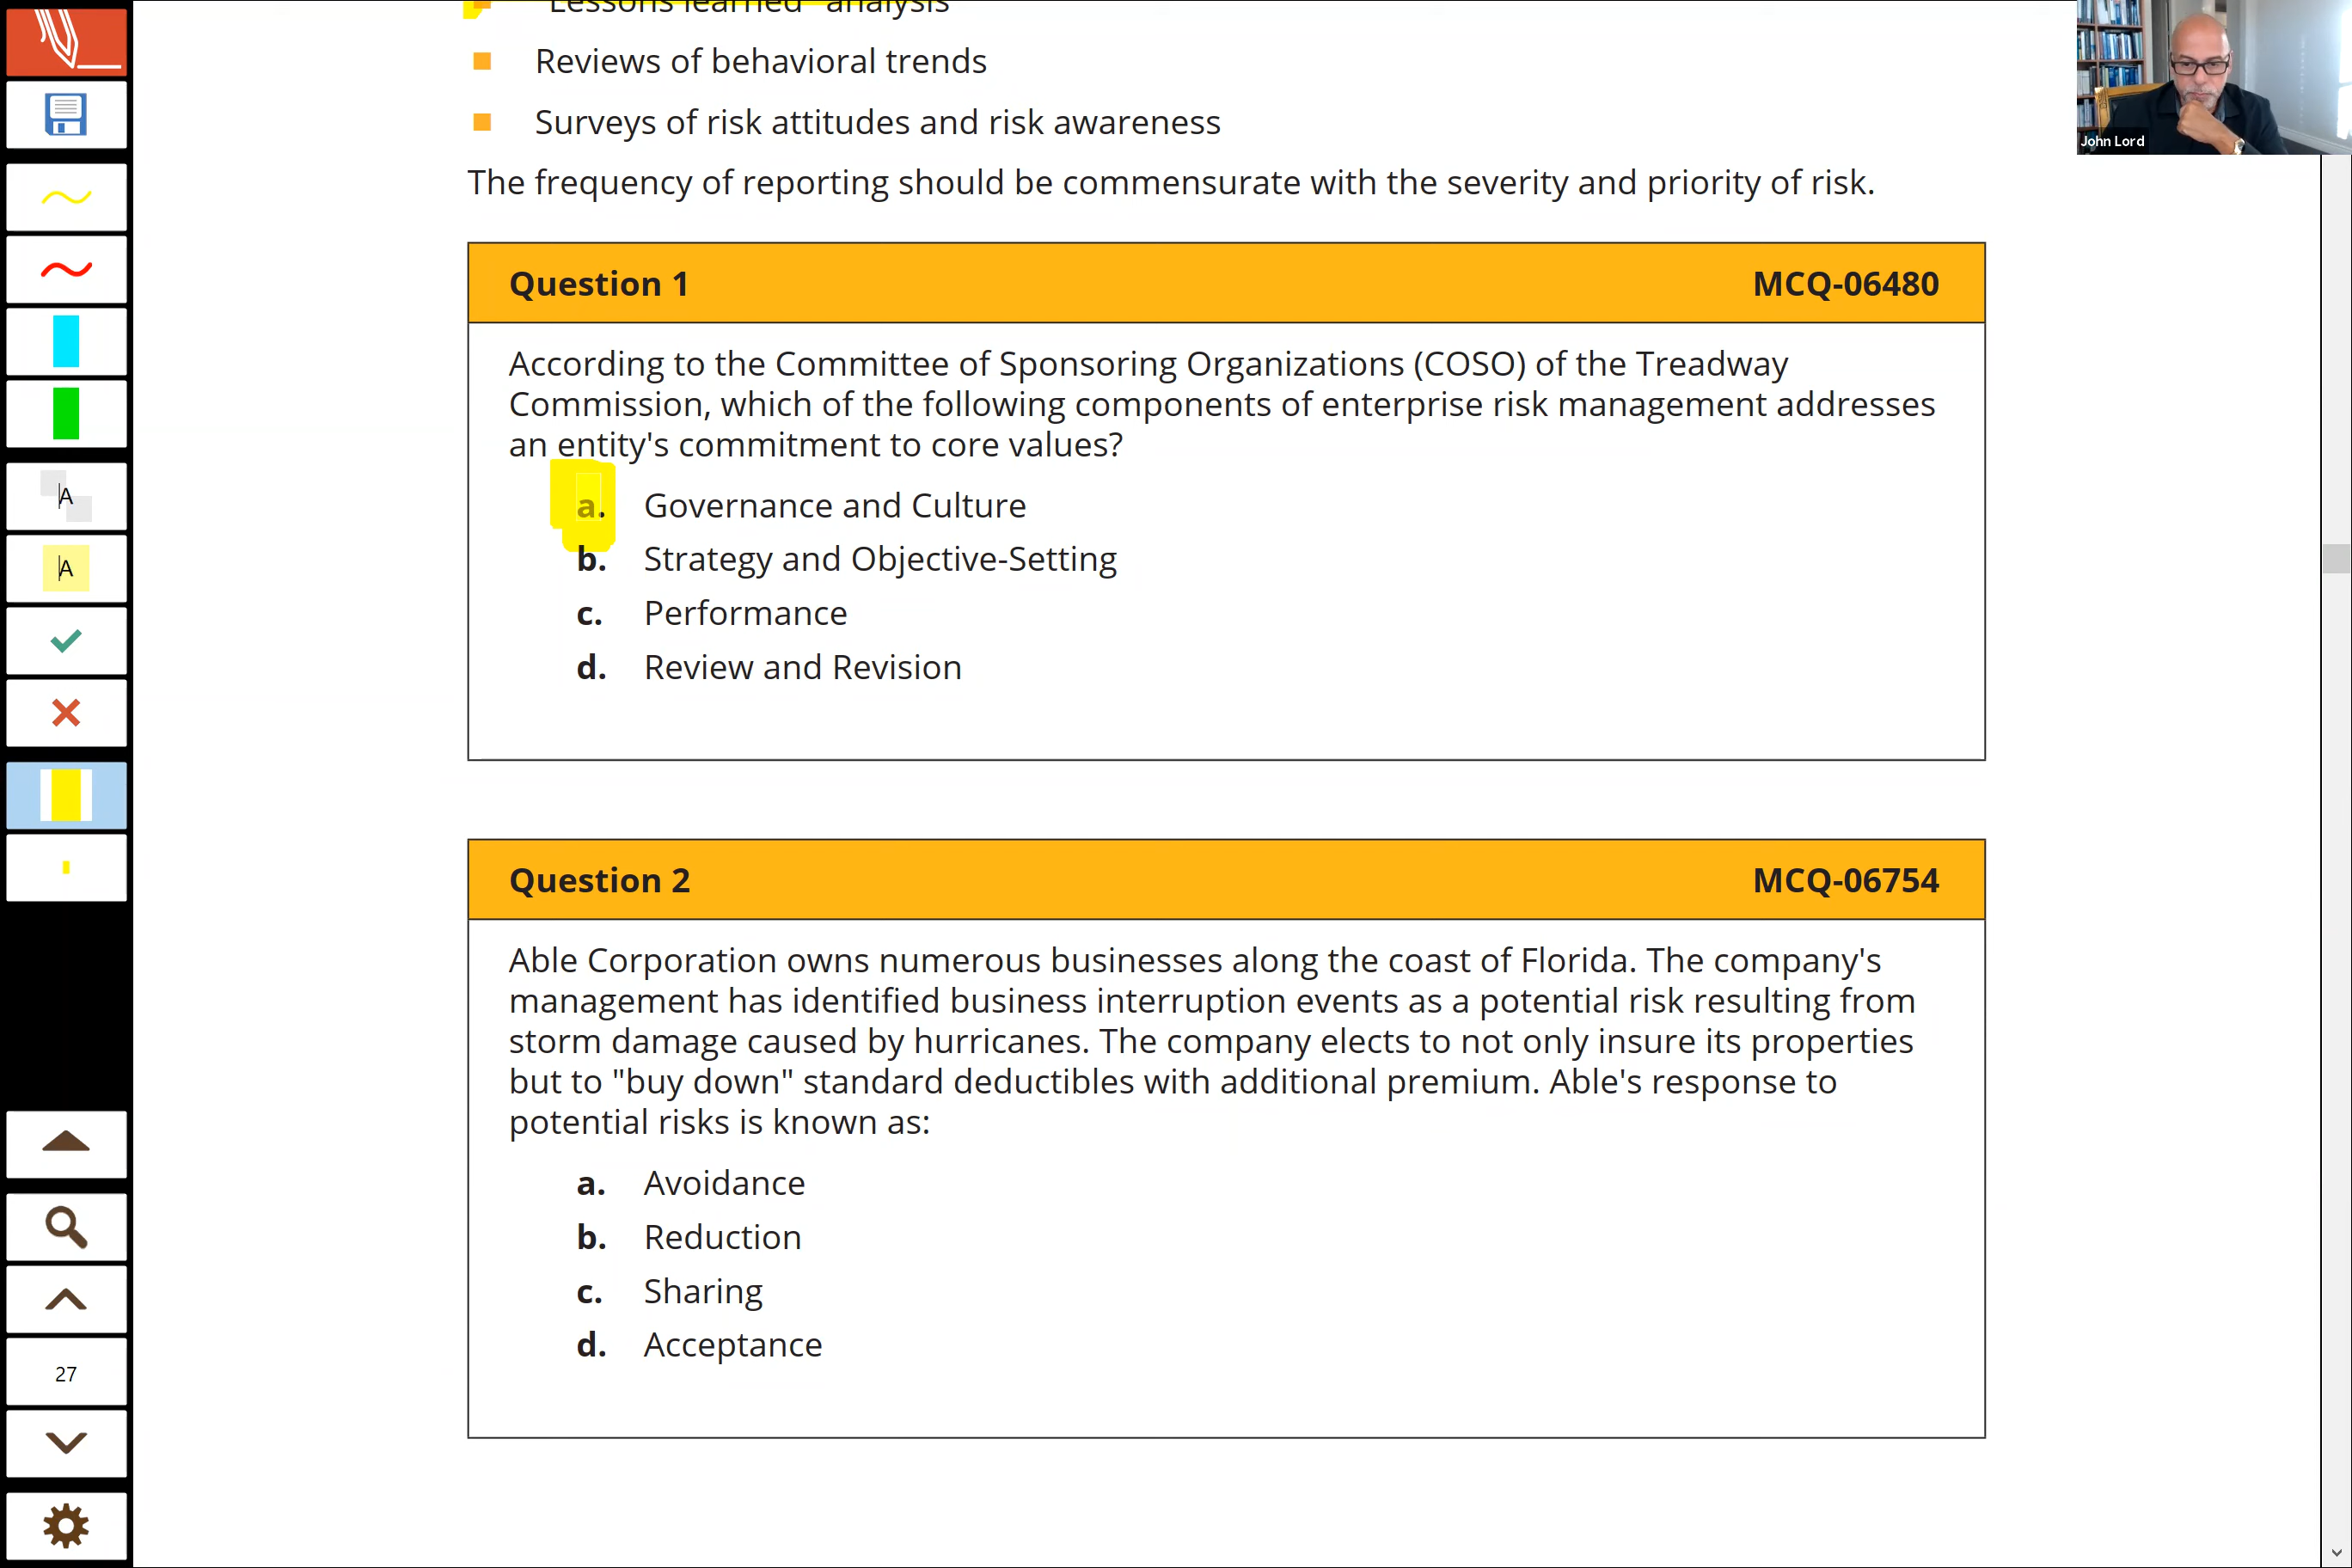 "Lessons learned" analysis
Reviews of behavioral trends
Surveys of risk attitudes and risk awareness
The frequency of reporting should be commensurate with the severity and priority of risk.
Question 1 MCQ-06480
According to the Committee of Sponsoring Organizations (COSO) of the Treadway
Commission, which of the following components of enterprise risk management addresses
an entity's commitment to core values?
a. Governance and Culture
b. Strategy and Objective-Setting
c. Performance
d. Review and Revision
Question 2 MCQ-06754
Able Corporation owns numerous businesses along the coast of Florida. The company's
management has identified business interruption events as a potential risk resulting from
storm damage caused by hurricanes. The company elects to not only insure its properties
but to "buy down" standard deductibles with additional premium. Able's response to
potential risks is known as:
a. Avoidance
b. Reduction
c. Sharing
d. Acceptance
John Lord
A
A
27